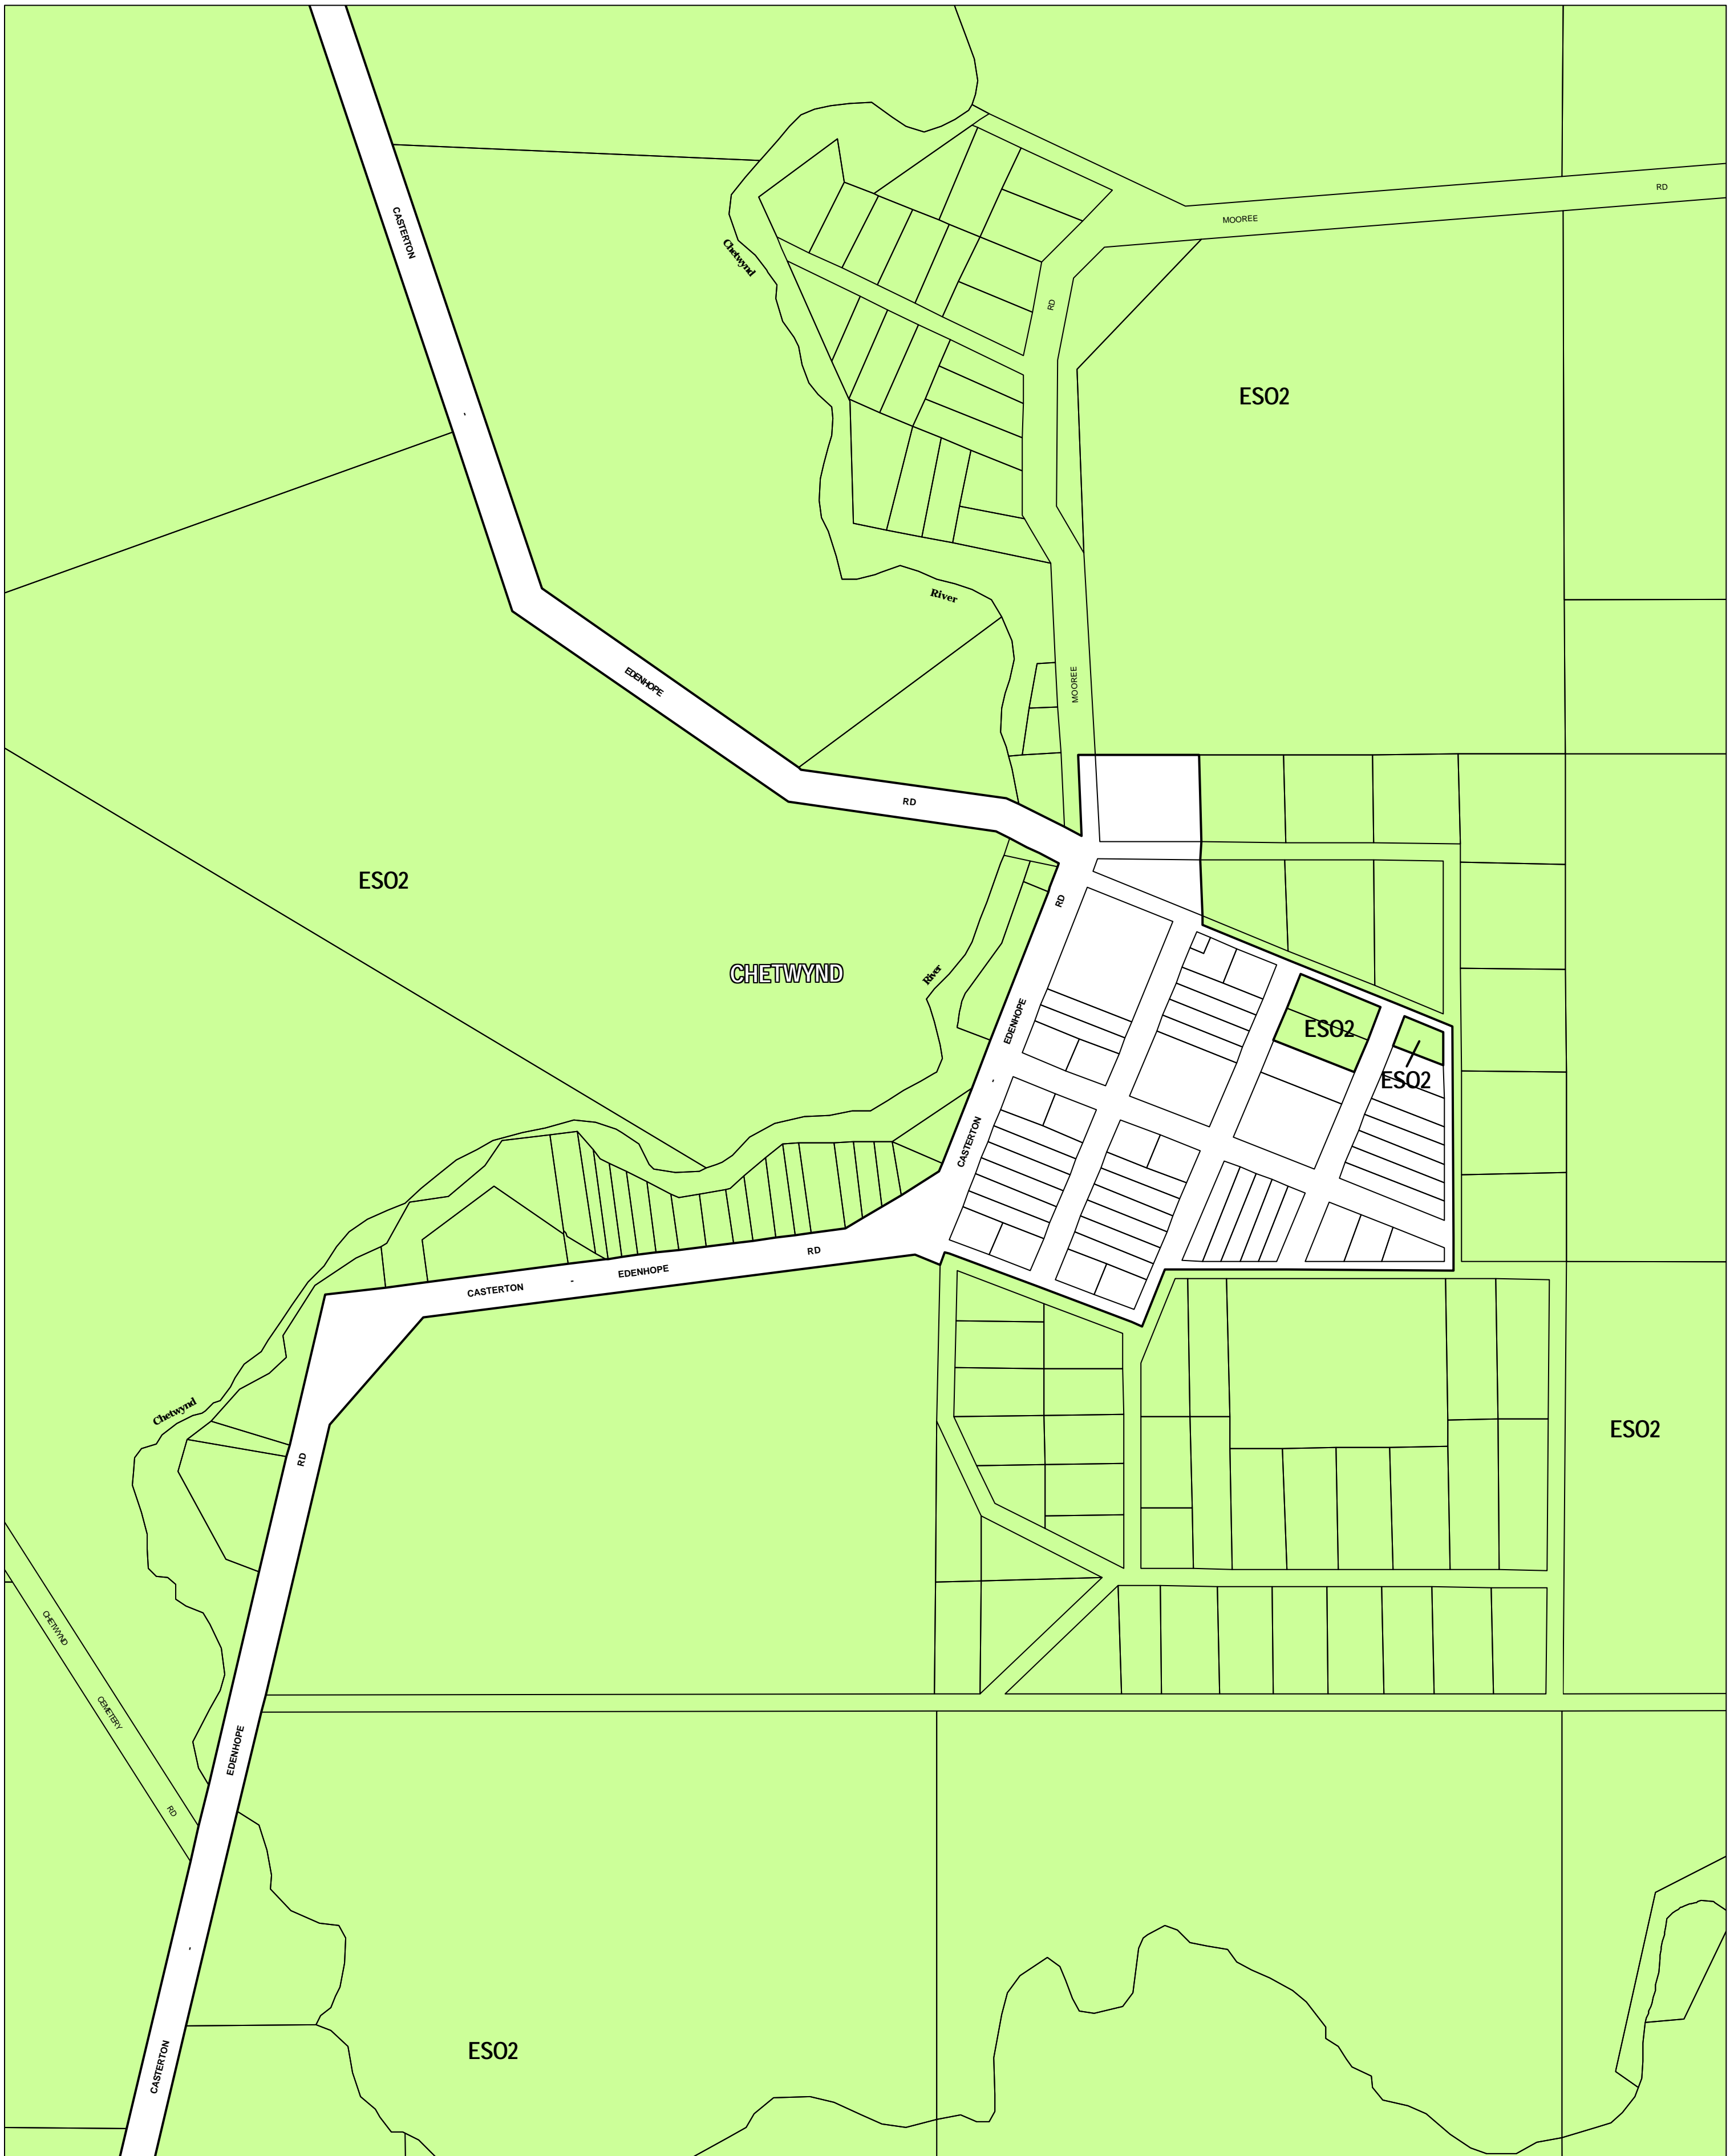 RD
MOOREE
CASTERTON
Chetwynd
RD
ESO2
-
River
EDENHOPE
MOOREE
RD
ESO2
RD
CHETWYND
River
EDENHOPE
ESO2
ESO2
-
CASTERTON
RD
EDENHOPE
-
CASTERTON
Chetwynd
ESO2
RD
CHETWYND
CEMETERY
EDENHOPE
RD
-
ESO2
CASTERTON